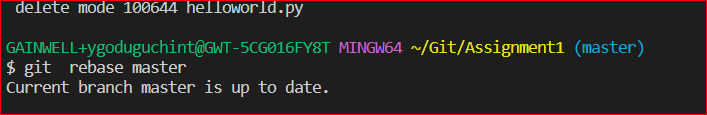 delete mode 100644 helloworld.py
GAINWELL+ygoduguchint@GWT-5CG016FY8T MINGW64 ~/Git/Assignment1 (master)
$ git  rebase master
Current branch master is up to date.